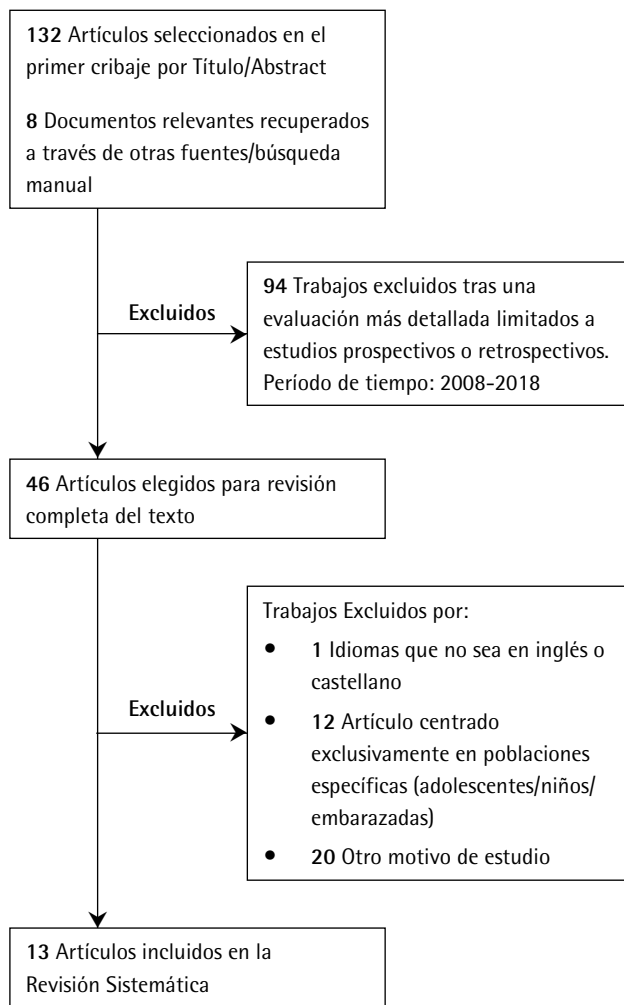 132 Artículos seleccionados en el
primer cribaje por Título/Abstract
8 Documentos relevantes recuperados
a través de otras fuentes/búsqueda
manual
Excluidos
94 Trabajos excluidos tras una
evaluación más detallada limitados a
estudios prospectivos o retrospectivos.
Período de tiempo: 2008-2018
46 Artículos elegidos para revisión
completa del texto
Excluidos
Trabajos Excluidos por:
• 1 Idiomas que no sea en inglés o
castellano
• 12 Artículo centrado
exclusivamente en poblaciones
específicas (adolescentes/niños/
embarazadas)
• 20 Otro motivo de estudio
13 Artículos incluidos en la
Revisión Sistemática